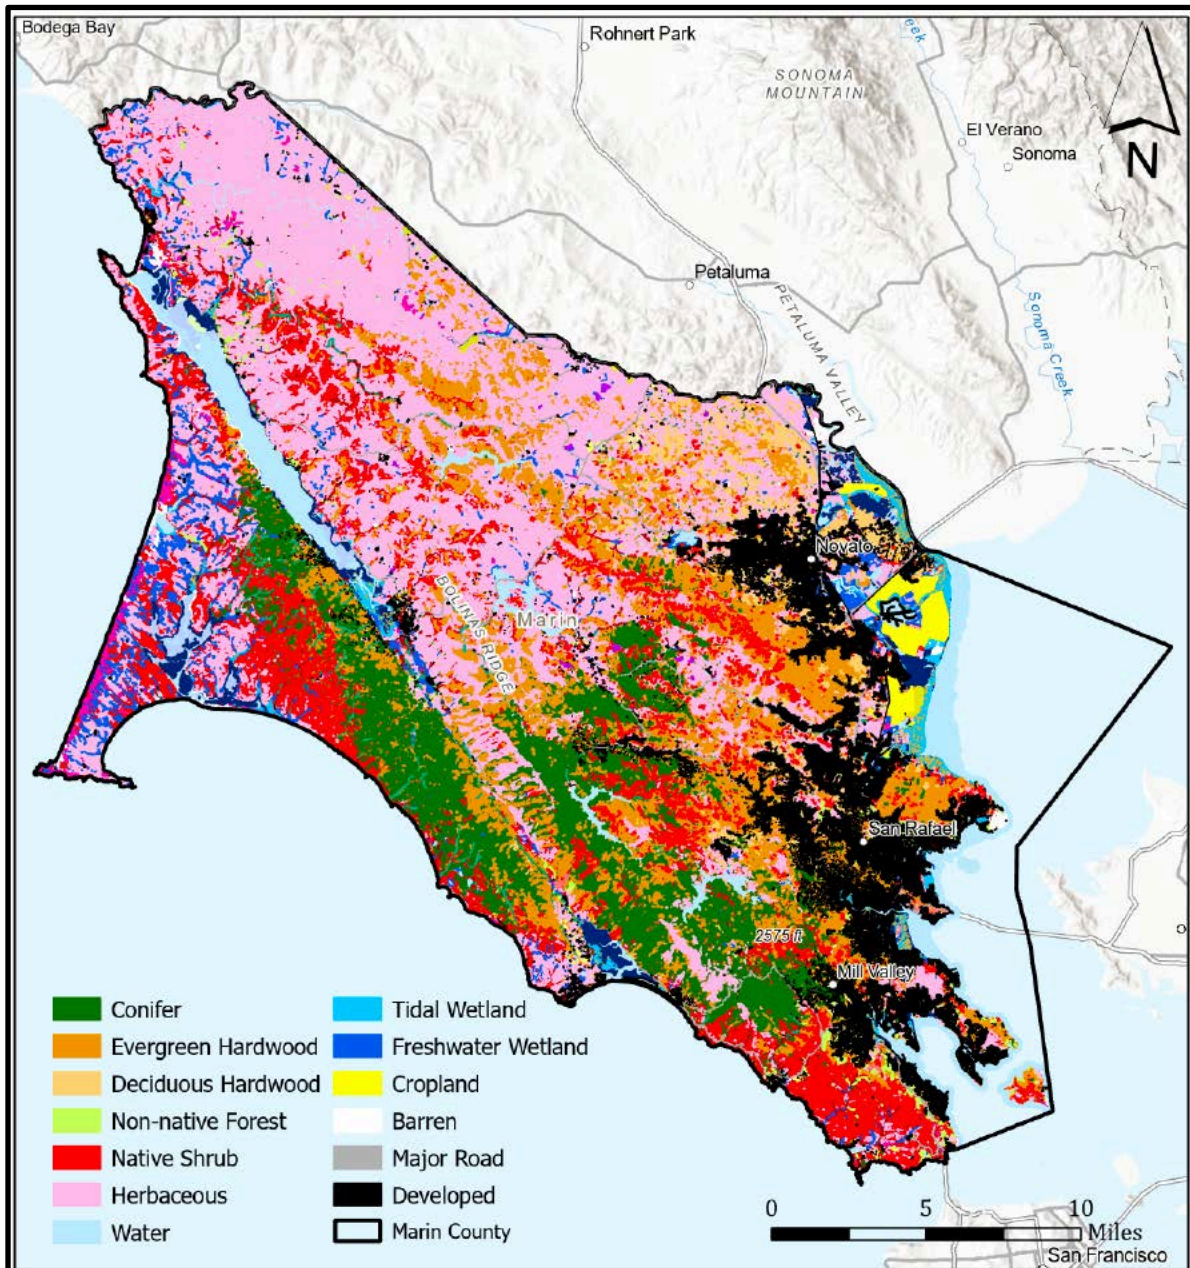 Bodega Bay
Rohnert Park
Creek
SONOMA
MOUNTAIN
El Verano
Sonoma
N
Petaluma
PETALUMA VALLEY
Sonoma Creek
Novato
BOLINAS RIDGE
Marin
San Rafael
2575 ft
Mill Valley
Conifer
Evergreen Hardwood
Deciduous Hardwood
Non-native Forest
Native Shrub
Herbaceous
Water
Tidal Wetland
Freshwater Wetland
Cropland
Barren
Major Road
Developed
Marin County
0 5 10
Miles
San Francisco